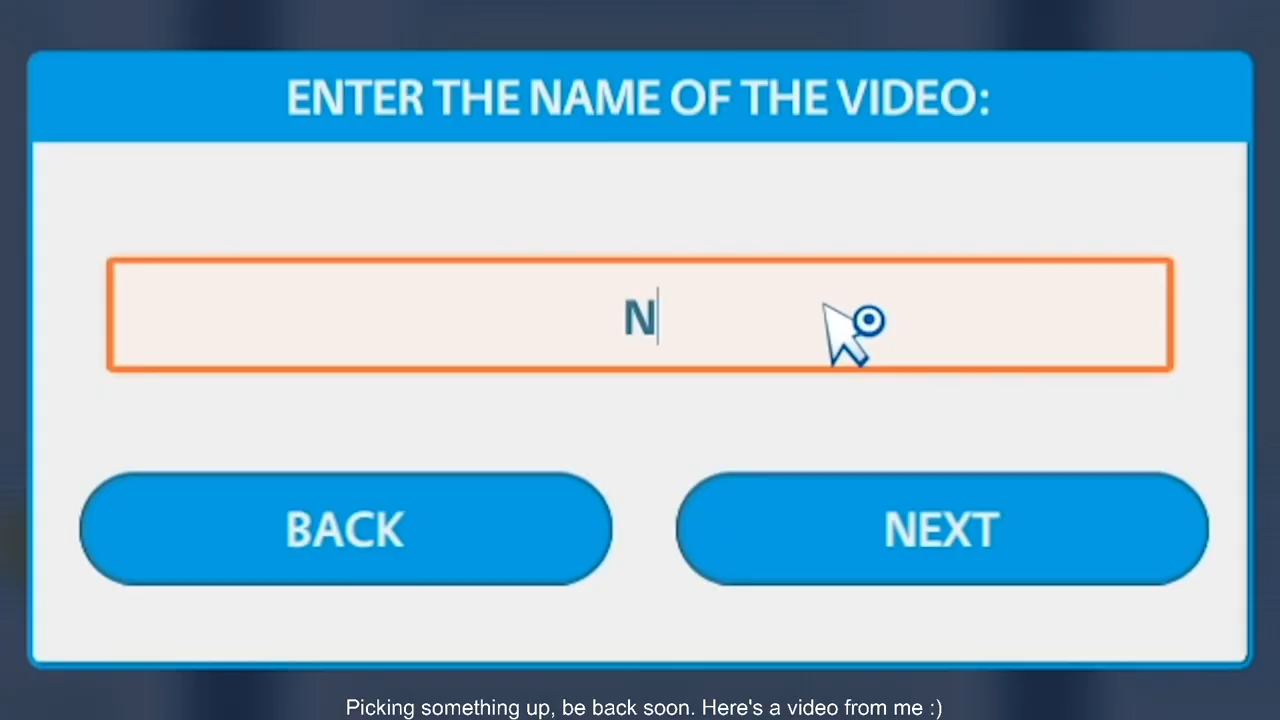 ENTER THE NAME OF THE VIDEO:
N
BACK
NEXT
Picking something up, be back soon. Here's a video from me :)